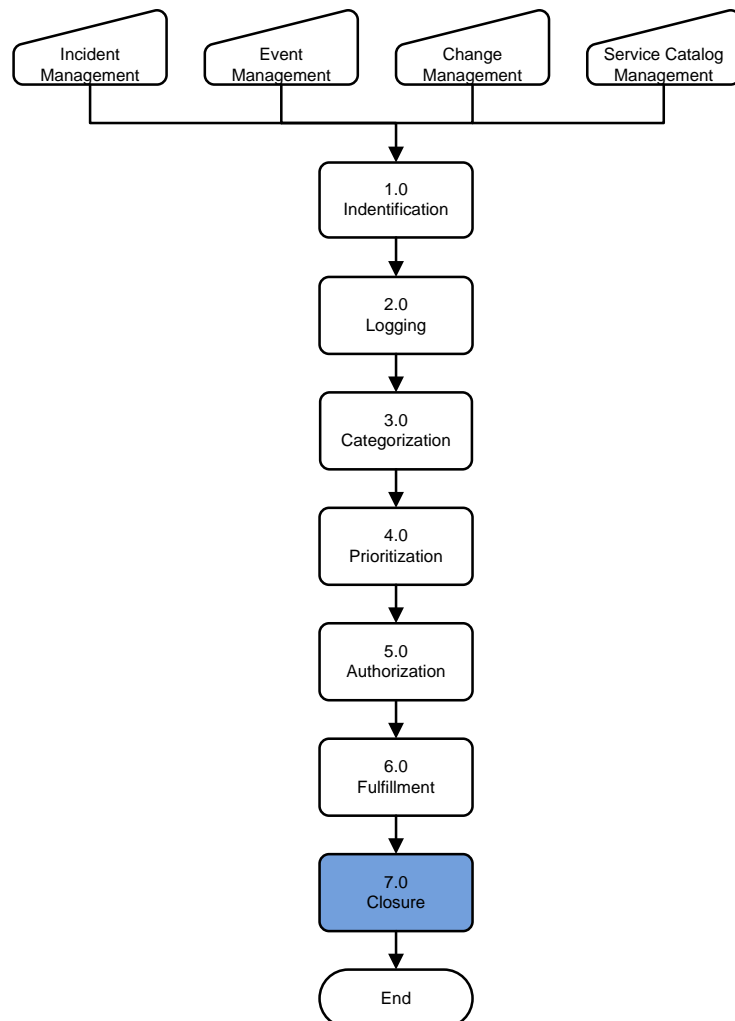 Incident
Management
Event
Management
Change
Management
Service Catalog
Management
1.0
Indentification
2.0
Logging
3.0
Categorization
4.0
Prioritization
5.0
Authorization
6.0
Fulfillment
7.0
Closure
End